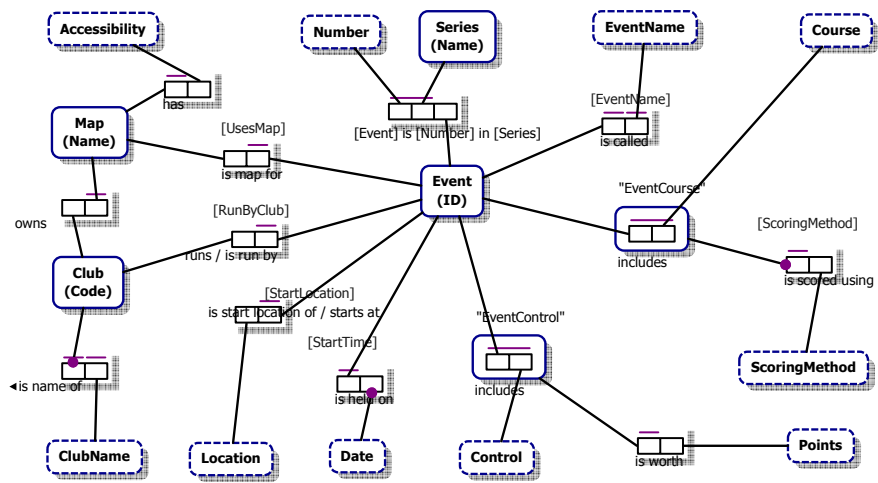 Accessibility
Number
Series
(Name)
EventName
Course
has
[EventName]
Map
(Name)
[UsesMap]
[Event] is [Number] in [Series]
is called
is map for
Event
(ID)
"EventCourse"
owns
[RunByClub]
[ScoringMethod]
runs / is run by
includes
Club
(Code)
is scored using
[StartLocation]
is start location of / starts at
"EventControl"
[StartTime]
ScoringMethod
◄is name of
is held on
includes
ClubName
Location
Date
Control
is worth
Points